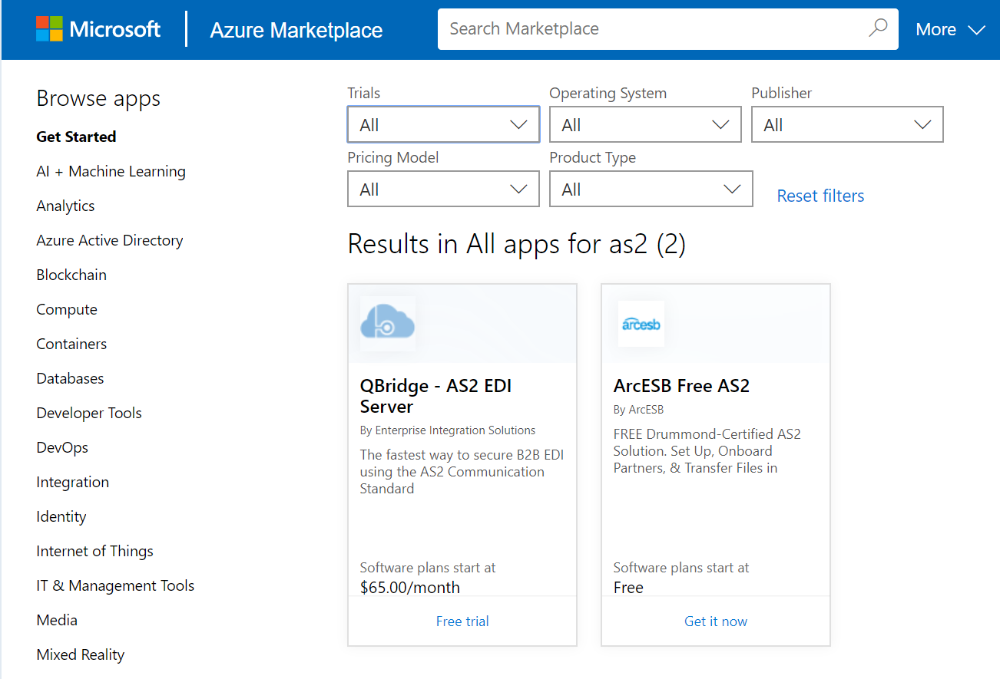 Microsoft
Azure Marketplace
Search Marketplace
More
Browse apps
Get Started
AI + Machine Learning
Analytics
Azure Active Directory
Blockchain
Compute
Containers
Databases
Developer Tools
DevOps
Integration
Identity
Internet of Things
IT & Management Tools
Media
Mixed Reality
Trials
All
Operating System
All
Publisher
All
Pricing Model
All
Product Type
All
Reset filters
Results in All apps for as2 (2)
QBridge - AS2 EDI
Server
By Enterprise Integration Solutions
The fastest way to secure B2B EDI
using the AS2 Communication
Standard
Software plans start at
$65.00/month
Free trial
arcesb
ArcESB Free AS2
By ArcESB
FREE Drummond-Certified AS2
Solution. Set Up, Onboard
Partners, & Transfer Files in
Software plans start at
Free
Get it now